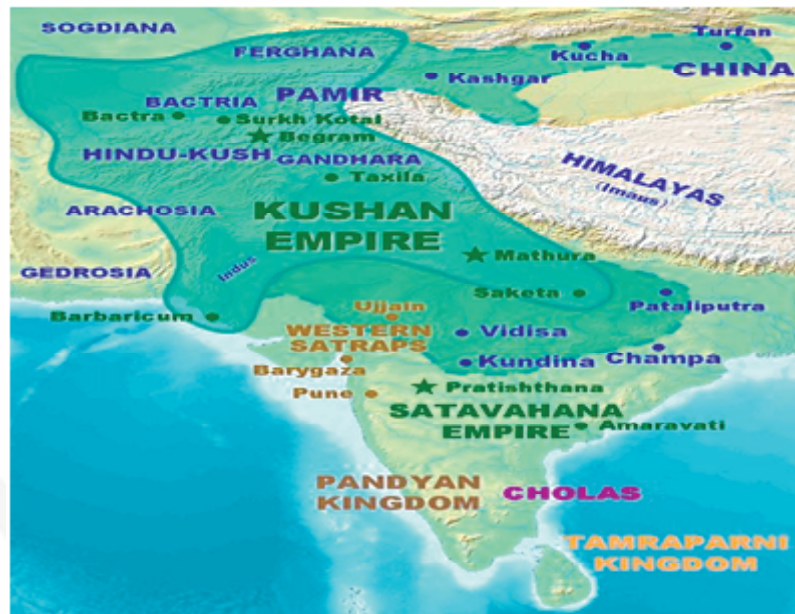 SOGDIANA
FERGHANA
Turfan
Kucha
CHINA
Kashgar
PAMIR
BACTRIA
Bactra
Surkh Kotal
Begram
HINDU-KUSH
GANDHARA
Taxila
HIMALAYAS
(Imaus)
ARACHOSIA
KUSHAN
EMPIRE
Mathura
GEDROSIA
Indus
Saketa
Pataliputra
Barbaricum
Ujjain
WESTERN
SATRAPS
Vidisa
Kundina
Champa
Barygaza
Pune
Pratishthana
SATAVAHANA
EMPIRE
Amaravati
PANDYAN
KINGDOM
CHOLAS
TAMRAPARNI
KINGDOM